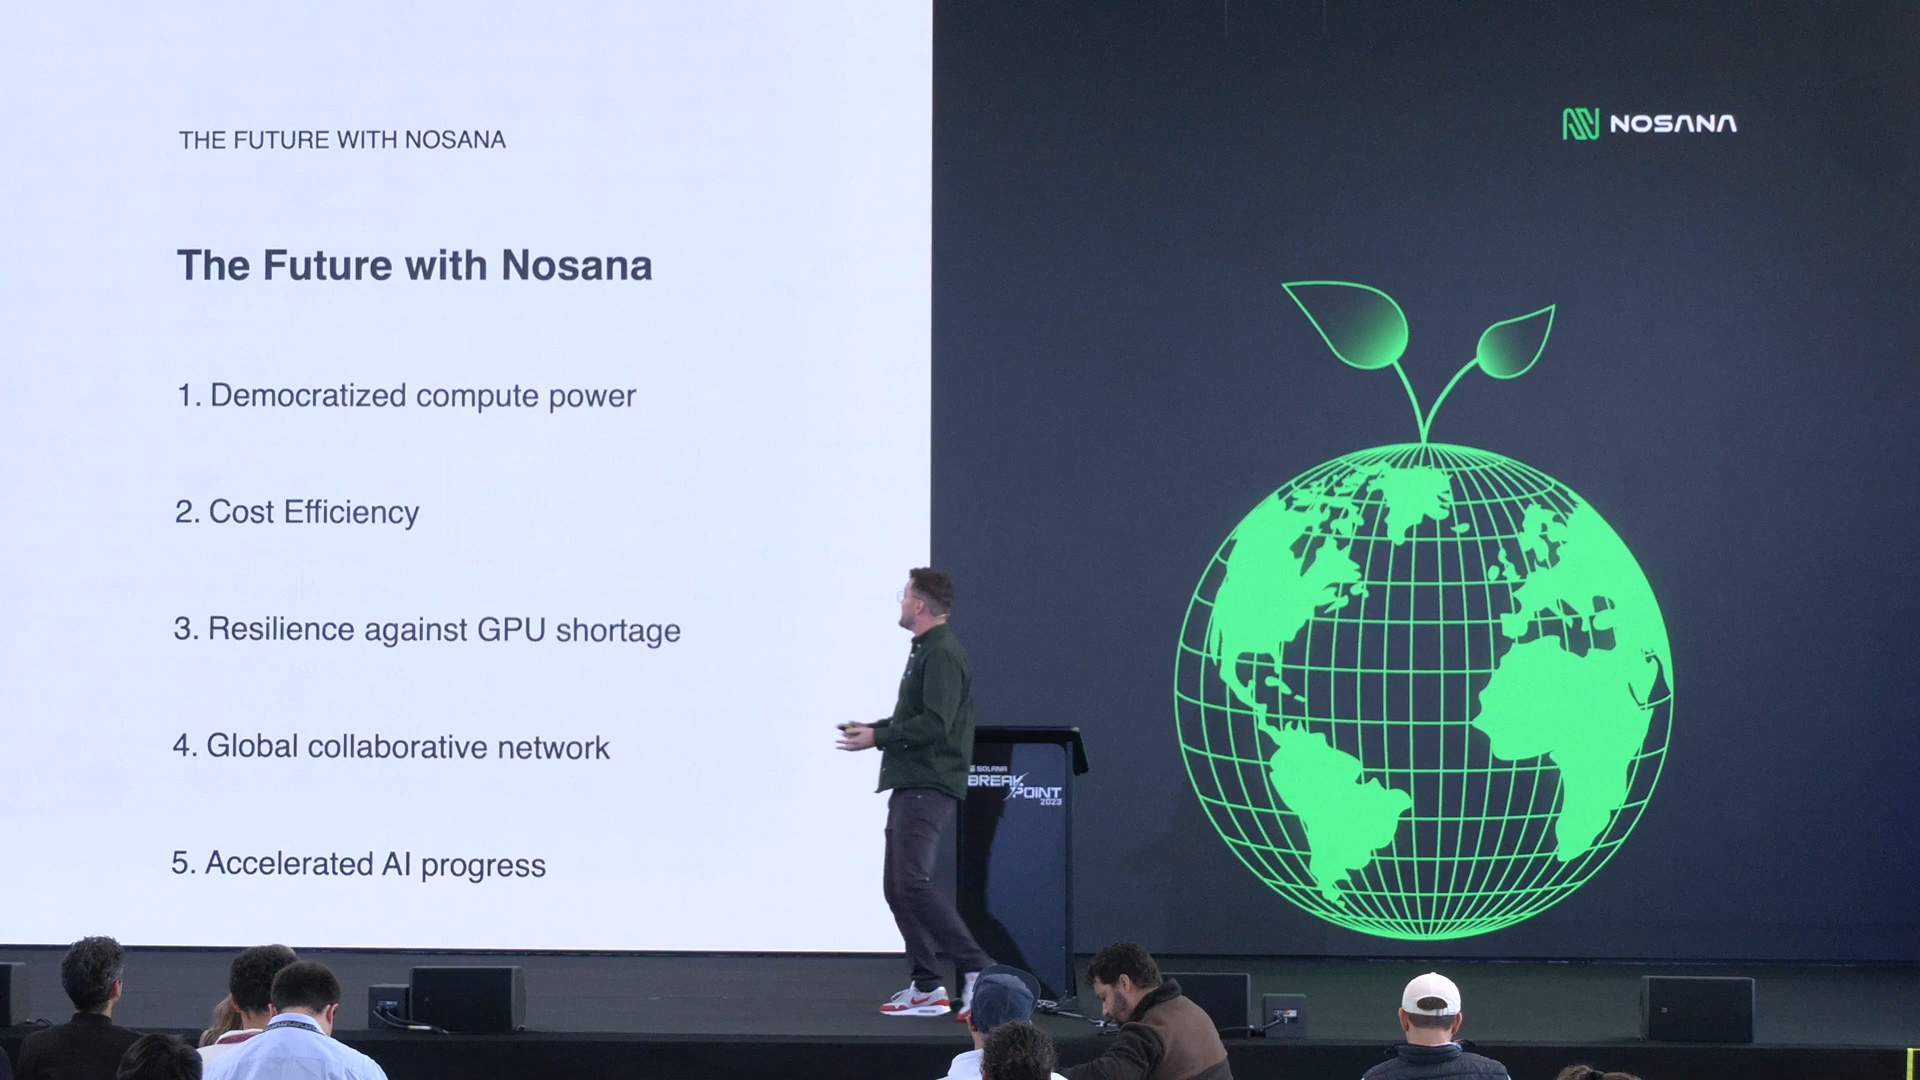 THE FUTURE WITH NOSANA
The Future with Nosana
1. Democratized compute power
2. Cost Efficiency
3. Resilience against GPU shortage
4. Global collaborative network
5. Accelerated AI progress
NOSANA
SOLANA
BREAK
POINT
2023